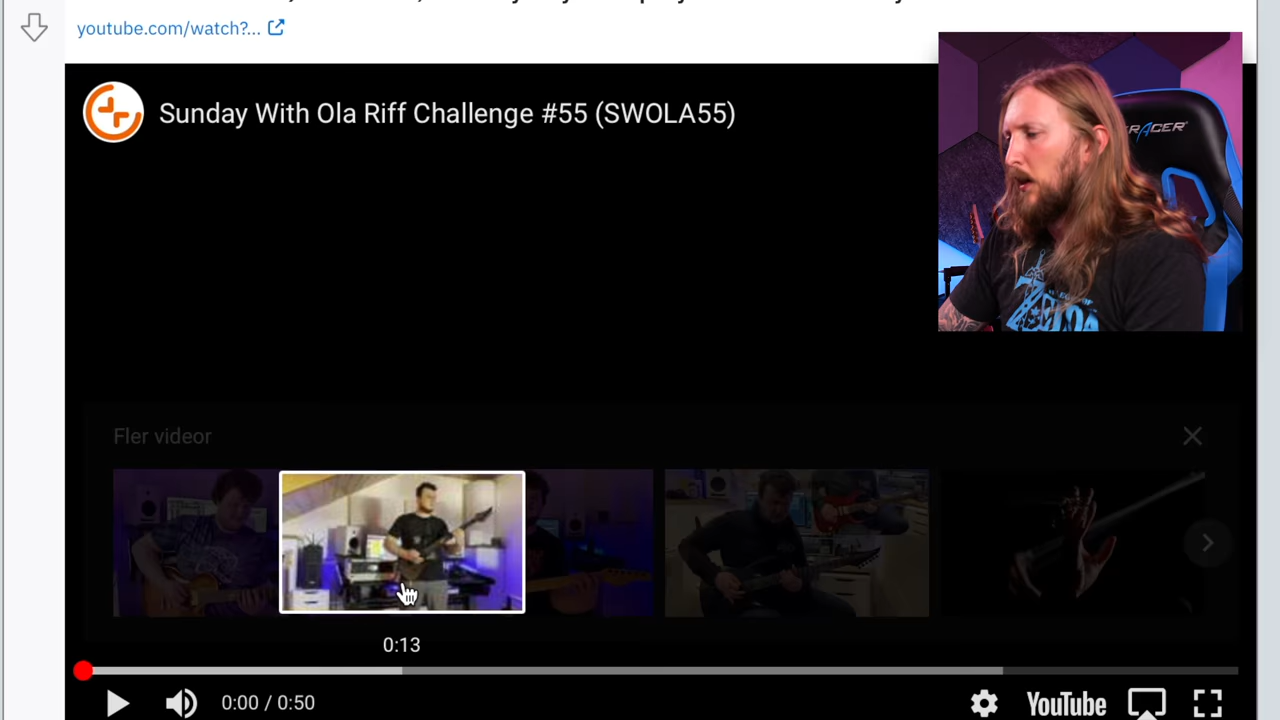 youtube.com/watch?...
Sunday With Ola Riff Challenge #55 (SWOLA55)
Fler videor
0:13
0:00 / 0:50
YouTube